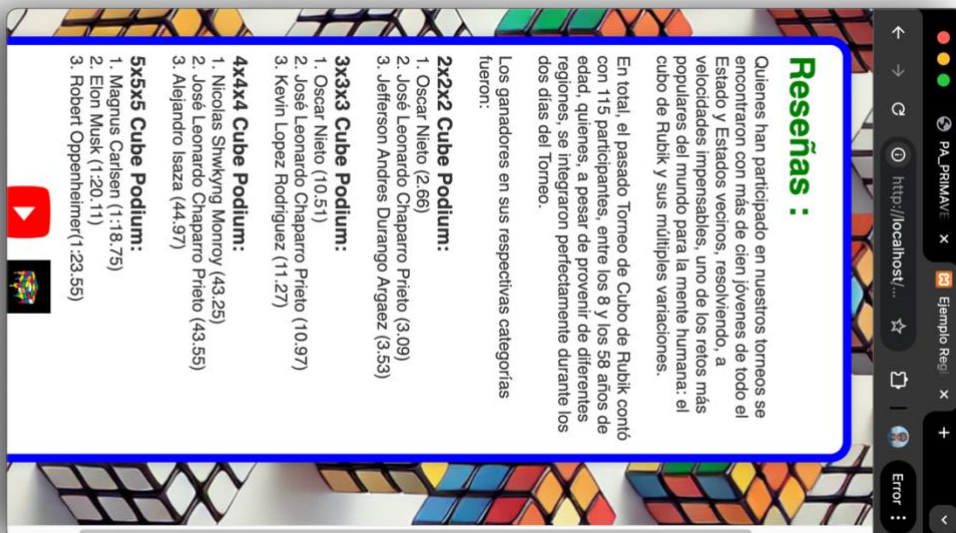 PA_PRIMAVE
Ejemplo Regi
http://localhost/...
Error
Reseñas :
Quienes han participado en nuestros torneos se
encontraron con más de cien jóvenes de todo el
Estado y Estados vecinos, resolviendo, a
velocidades impensables, uno de los retos más
populares del mundo para la mente humana: el
cubo de Rubik y sus múltiples variaciones.
En total, el pasado Torneo de Cubo de Rubik contó
con 115 participantes, entre los 8 y los 58 años de
edad, quienes, a pesar de provenir de diferentes
regiones, se integraron perfectamente durante los
dos días del Torneo.
Los ganadores en sus respectivas categorías
fueron:
2x2x2 Cube Podium:
1. Oscar Nieto (2.66)
2. José Leonardo Chaparro Prieto (3.09)
3. Jefferson Andres Durango Argaez (3.53)
3x3x3 Cube Podium:
1. Oscar Nieto (10.51)
2. José Leonardo Chaparro Prieto (10.97)
3. Kevin Lopez Rodriguez (11.27)
4x4x4 Cube Podium:
1. Nicolas Shwkyng Monroy (43.25)
2. José Leonardo Chaparro Prieto (43.55)
3. Alejandro Isaza (44.97)
5x5x5 Cube Podium:
1. Magnus Carlsen (1:18.75)
2. Elon Musk (1:20.11)
3. Robert Oppenheimer(1:23.55)